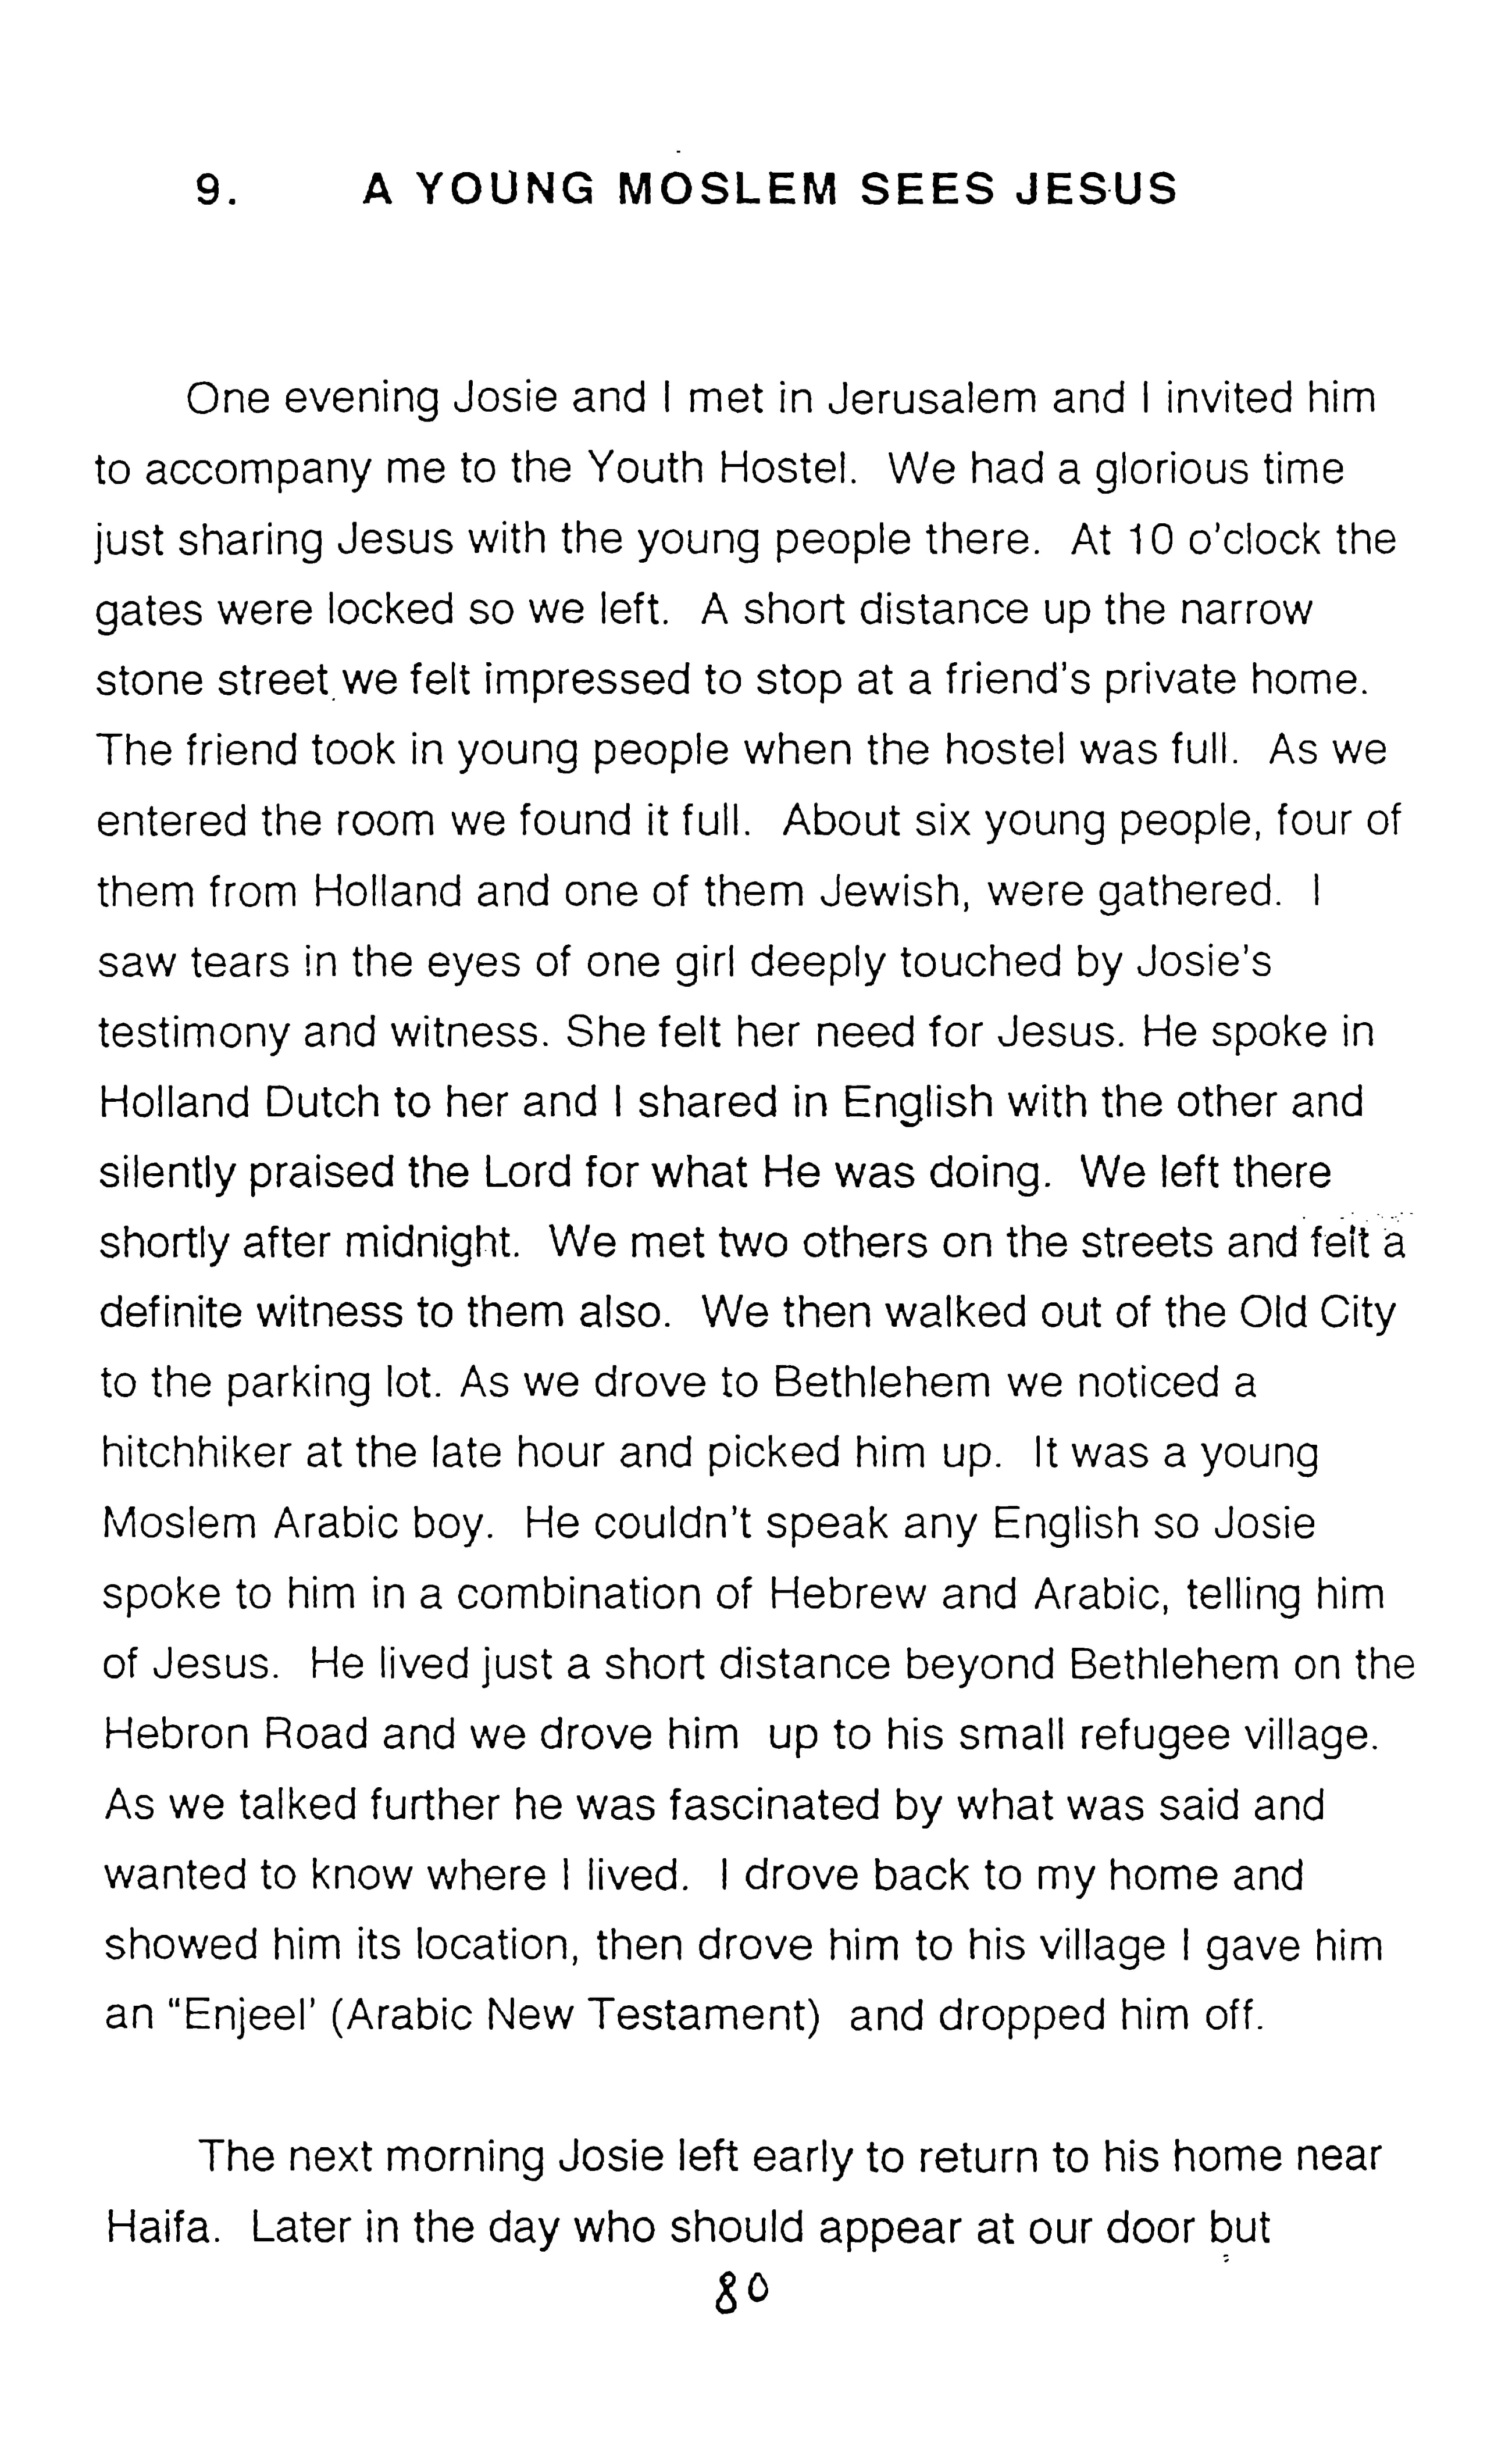 9. A YOUNG MOSLEM SEES JESUS
One evening Josie and I met in Jerusalem and I invited him
to accompany me to the Youth Hostel. We had a glorious time
just sharing Jesus with the young people there. At 10 o'clock the
gates were locked so we left. A short distance up the narrow
stone street we felt impressed to stop at a friend's private home.
The friend took in young people when the hostel was full. As we
entered the room we found it full. About six young people, four of
them from Holland and one of them Jewish, were gathered. I
saw tears in the eyes of one girl deeply touched by Josie's
testimony and witness. She felt her need for Jesus. He spoke in
Holland Dutch to her and I shared in English with the other and
silently praised the Lord for what He was doing. We left there
shortly after midnight. We met two others on the streets and felt a
definite witness to them also. We then walked out of the Old City
to the parking lot. As we drove to Bethlehem we noticed a
hitchhiker at the late hour and picked him up. It was a young
Moslem Arabic boy. He couldn't speak any English so Josie
spoke to him in a combination of Hebrew and Arabic, telling him
of Jesus. He lived just a short distance beyond Bethlehem on the
Hebron Road and we drove him up to his small refugee village.
As we talked further he was fascinated by what was said and
wanted to know where I lived. I drove back to my home and
showed him its location, then drove him to his village I gave him
an "Enjeel' (Arabic New Testament) and dropped him off.
The next morning Josie left early to return to his home near
Haifa. Later in the day who should appear at our door but
80